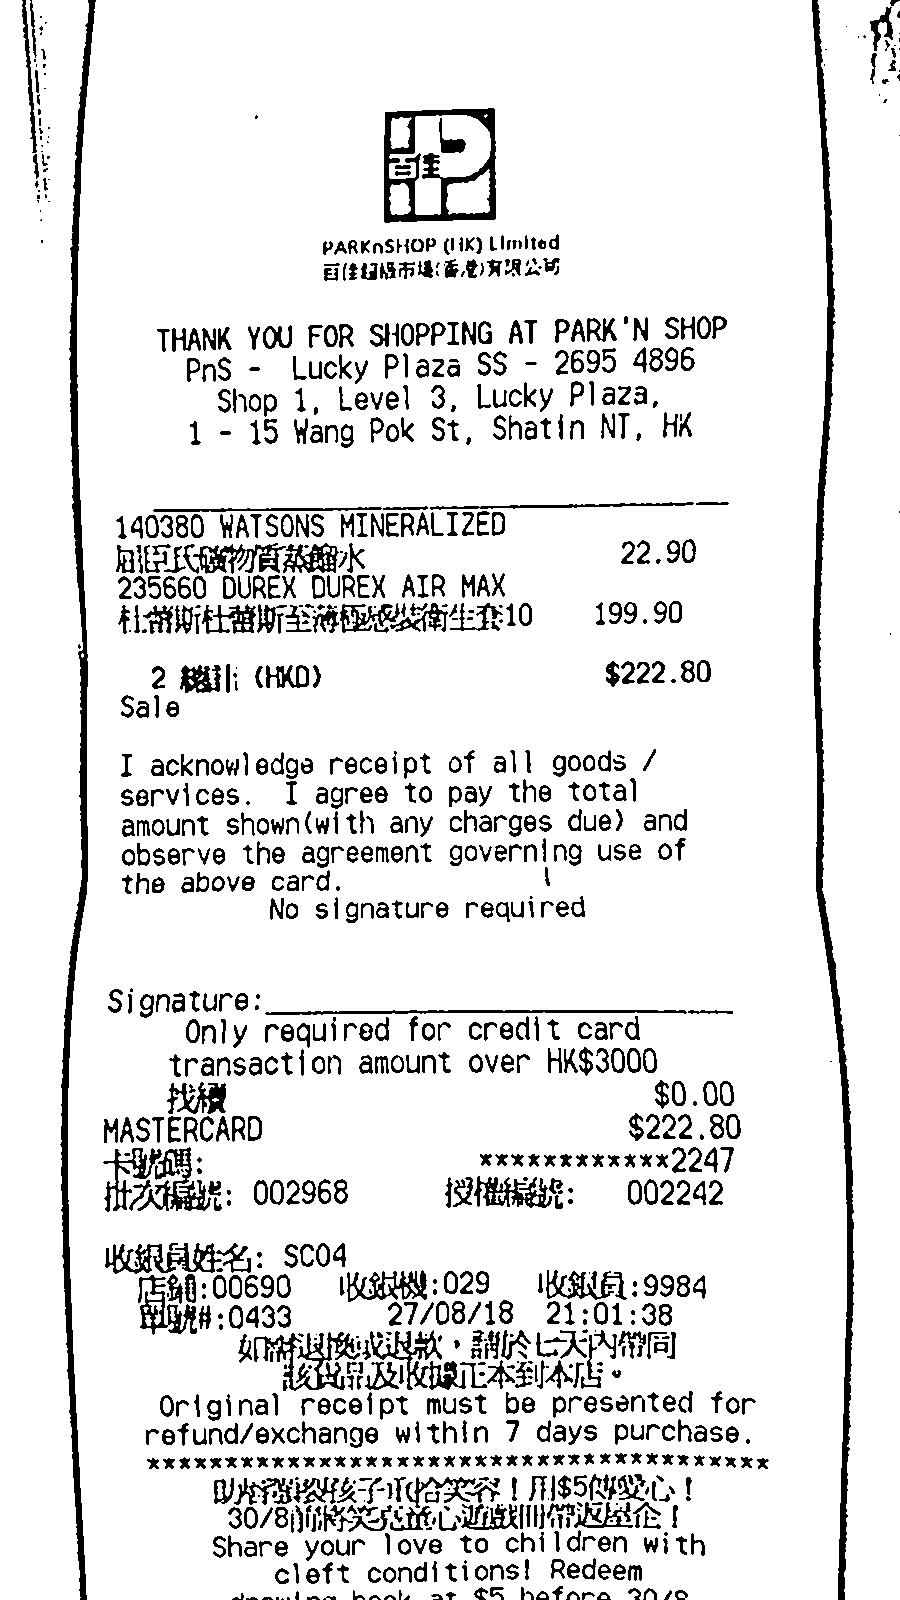 百佳
PARKnSHOP (HK) Limited
百佳超級市場(香港)有限公司
THANK YOU FOR SHOPPING AT PARK'N SHOP
PnS -  Lucky Plaza SS - 2695 4896
Shop 1, Level 3, Lucky Plaza,
1 - 15 Wang Pok St, Shatin NT, HK
140380 WATSONS MINERALIZED
屈臣氏礦物質蒸餾水 22.90
235660 DUREX DUREX AIR MAX
杜蕾斯杜蕾斯至薄極感裝衛生套10 199.90
2 總計: (HKD) $222.80
Sale
I acknowledge receipt of all goods /
services.  I agree to pay the total
amount shown(with any charges due) and
observe the agreement governing use of
the above card.
No signature required
Signature:
Only required for credit card
transaction amount over HK$3000
找續 $0.00
MASTERCARD $222.80
卡號碼: ************2247
批次編號: 002968 授權編號: 002242
收銀員姓名: SC04
店鋪:00690 收銀機:029 收銀員:9984
單號#:0433 27/08/18 21:01:38
如需退換或退款，請於七天內帶同
該貨品及收據正本到本店。
Original receipt must be presented for
refund/exchange within 7 days purchase.
****************************************
助兔唇裂孩子重拾笑容！用$5傳愛心！
30/8前將笑亮童心遊戲冊帶返屋企！
Share your love to children with
cleft conditions! Redeem
drawing book at $5 before 30/8